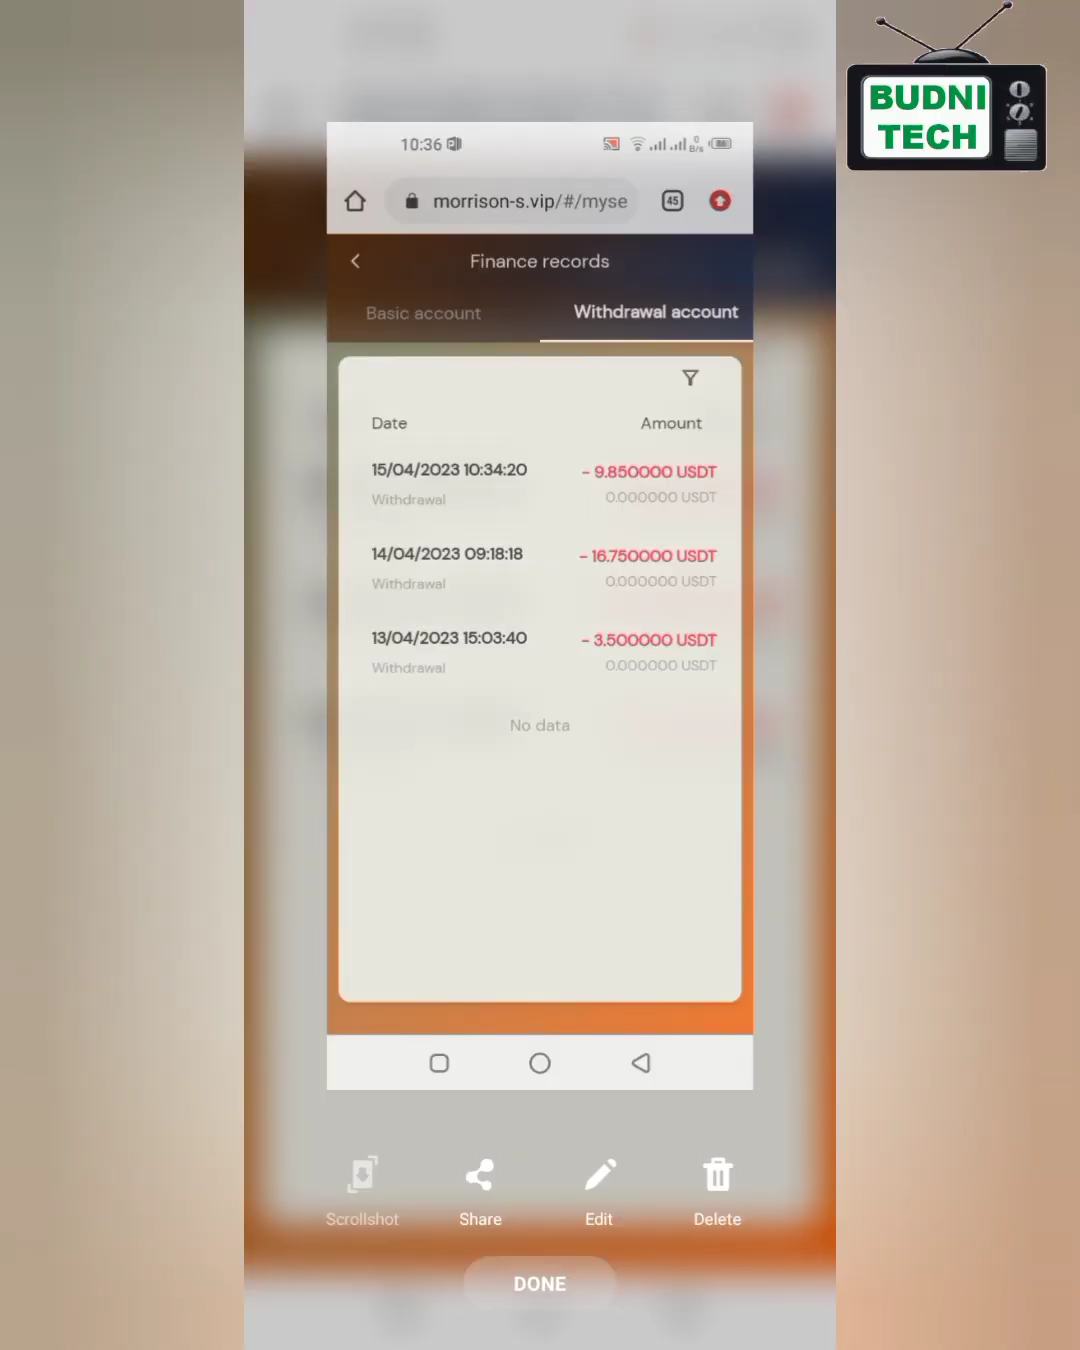 BUDNI
TECH
10:36
0
B/s
morrison-s.vip/#/myse
45
Finance records
Basic account
Withdrawal account
Date
Amount
15/04/2023 10:34:20
- 9.850000 USDT
Withdrawal
0.000000 USDT
14/04/2023 09:18:18
- 16.750000 USDT
Withdrawal
0.000000 USDT
13/04/2023 15:03:40
- 3.500000 USDT
Withdrawal
0.000000 USDT
No data
Scrollshot
Share
Edit
Delete
DONE